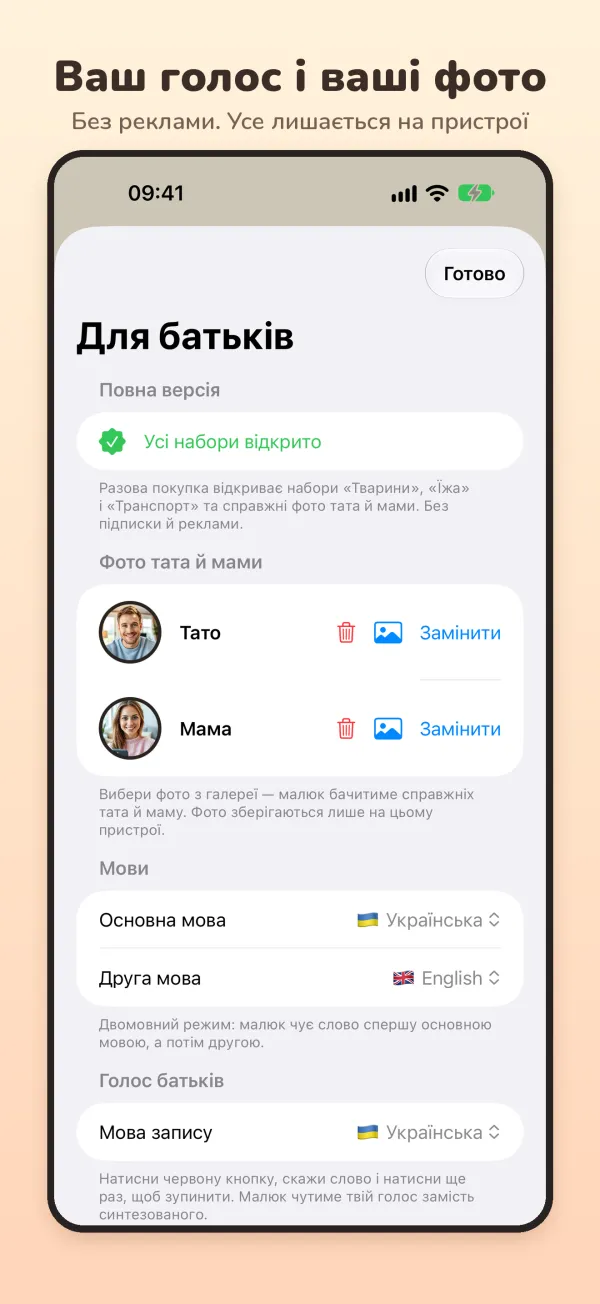 Ваш голос і ваші фото
Без реклами. Усе лишається на пристрої
09:41
Готово
Для батьків
Повна версія
Усі набори відкрито
Разова покупка відкриває набори «Тварини», «Їжа»
і «Транспорт» та справжні фото тата й мами. Без
підписки й реклами.
Фото тата й мами
Тато
Замінити
Мама
Замінити
Вибери фото з галереї — малюк бачитиме справжніх
тата й маму. Фото зберігаються лише на цьому
пристрої.
Мови
Основна мова
Українська
Друга мова
English
Двомовний режим: малюк чує слово спершу основною
мовою, а потім другою.
Голос батьків
Мова запису
Українська
Натисни червону кнопку, скажи слово і натисни ще
раз, щоб зупинити. Малюк чутиме твій голос замість
синтезованого.